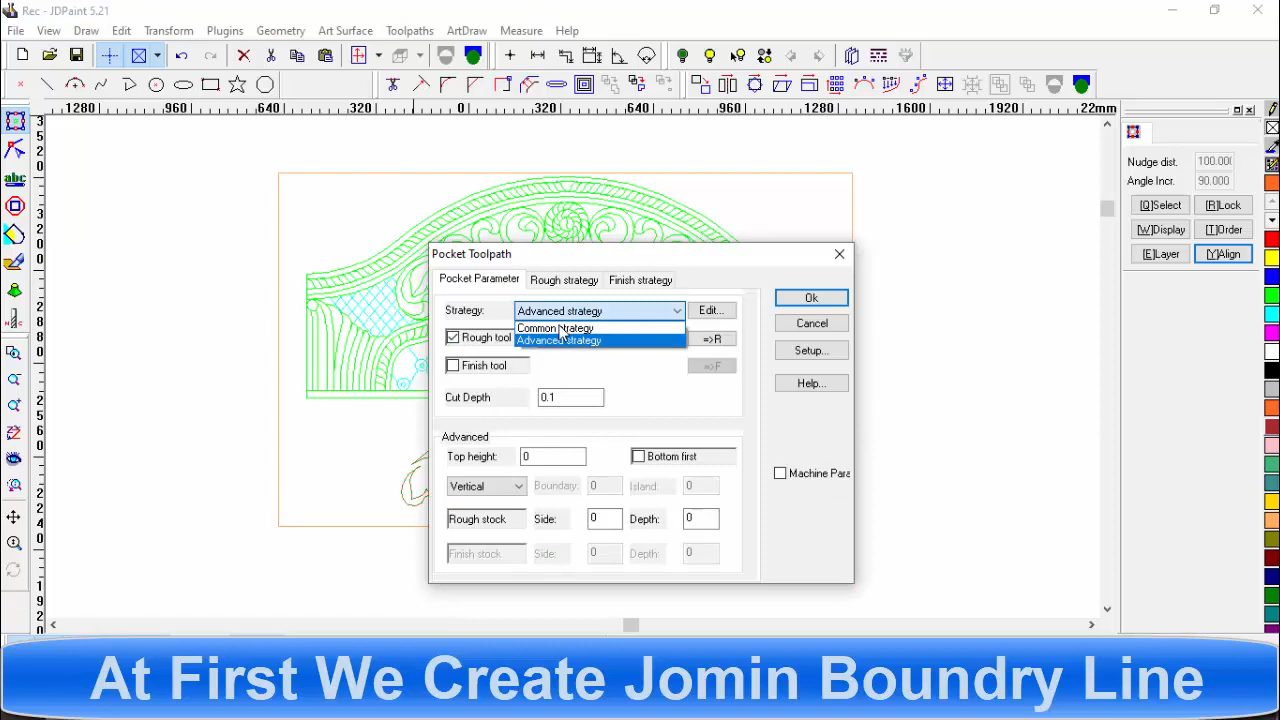 Rec - JDPaint 5.21
File View Draw Edit Transform Plugins Geometry Art Surface Toolpaths ArtDraw Measure Help
1280 960 640 320 0 320 640 960 1280 1600 1920 22mm
Nudge dist. 100.000
Angle Incr. 90.000
[Q]Select [R]Lock
[W]Display [T]Order
[E]Layer [Y]Align
Pocket Toolpath
Pocket Parameter Rough strategy Finish strategy
Strategy: Advanced strategy Edit...
Common strategy
Advanced strategy
Rough tool =>R
Finish tool =>F
Cut Depth 0.1
Advanced
Top height: 0 Bottom first
Vertical Boundary: 0 Island: 0
Rough stock Side: 0 Depth: 0
Finish stock Side: 0 Depth: 0
Ok
Cancel
Setup...
Help...
Machine Para
At First We Create Jomin Boundry Line